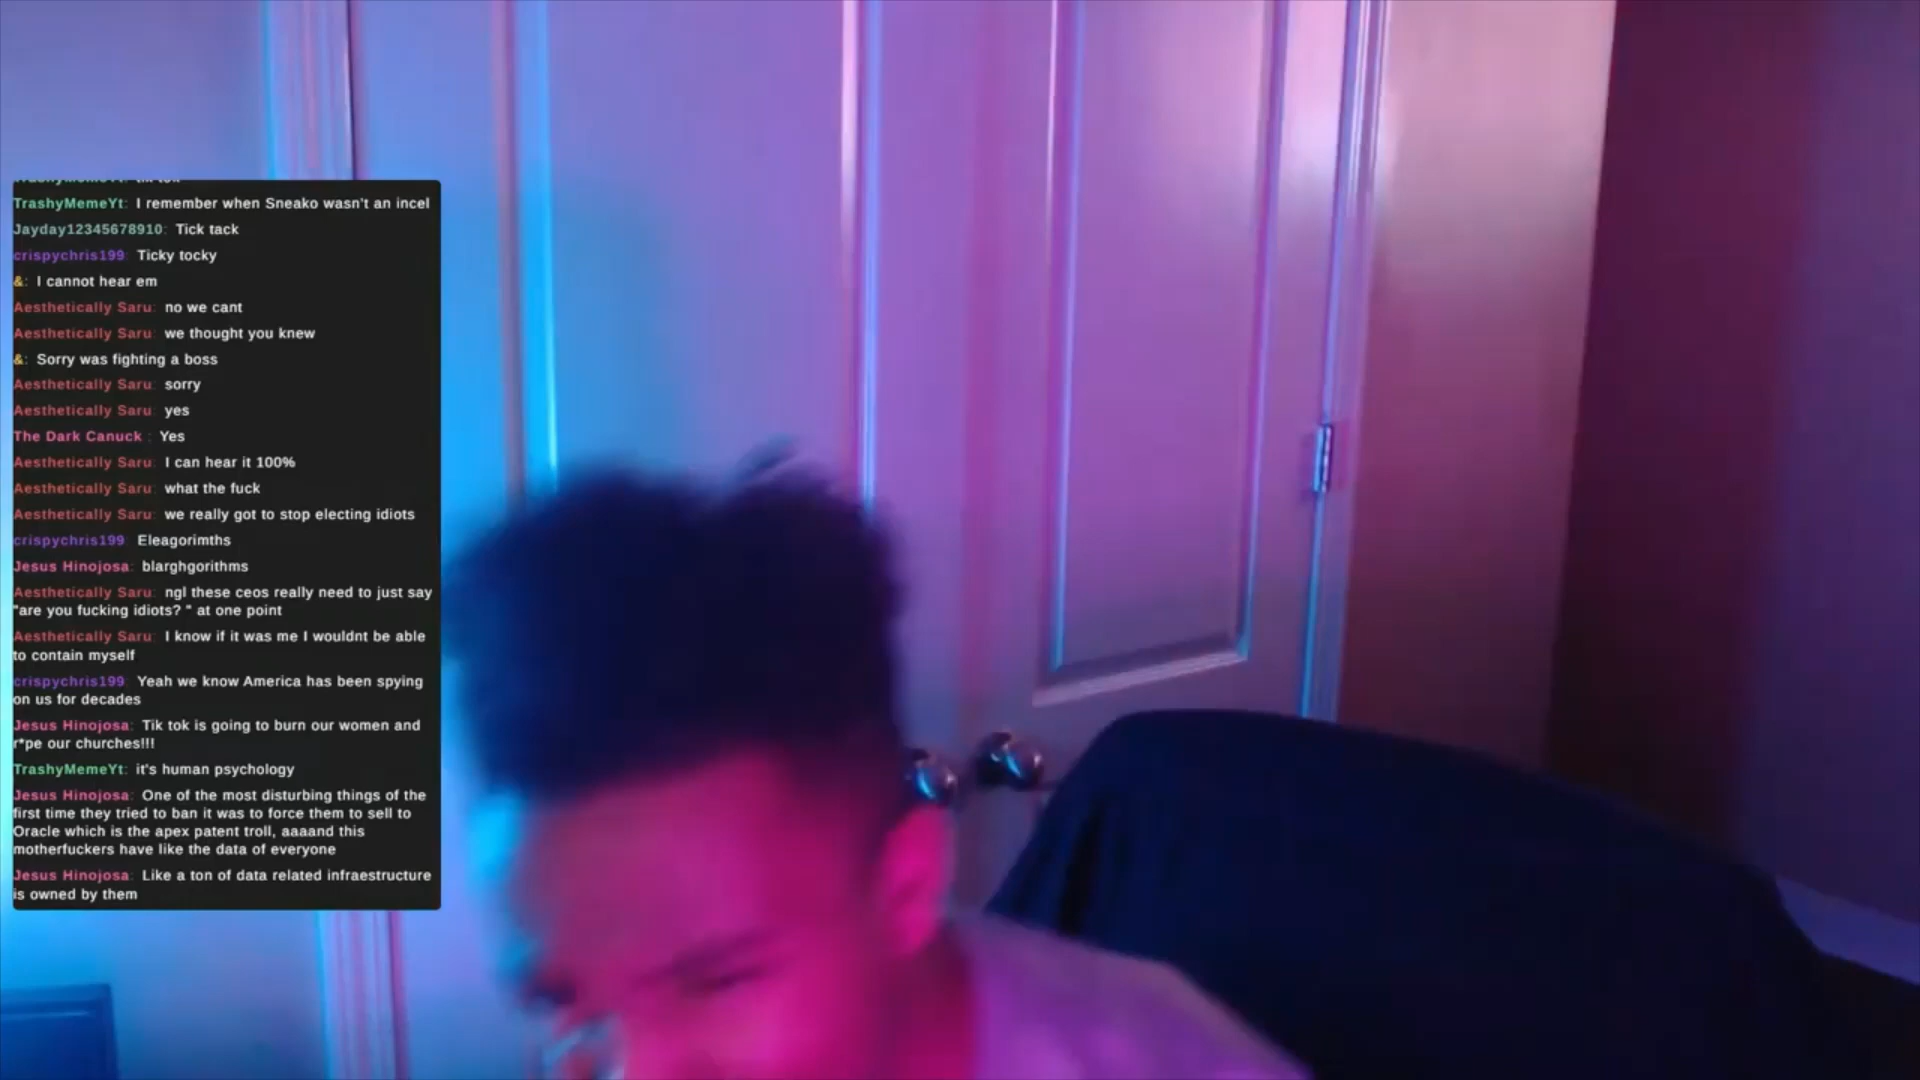 TrashyMemeYt: tik tok
TrashyMemeYt: I remember when Sneako wasn't an incel
Jayday12345678910: Tick tack
crispychris199: Ticky tocky
&: I cannot hear em
Aesthetically Saru: no we cant
Aesthetically Saru: we thought you knew
&: Sorry was fighting a boss
Aesthetically Saru: sorry
Aesthetically Saru: yes
The Dark Canuck : Yes
Aesthetically Saru: I can hear it 100%
Aesthetically Saru: what the fuck
Aesthetically Saru: we really got to stop electing idiots
crispychris199: Eleagorimths
Jesus Hinojosa: blarghgorithms
Aesthetically Saru: ngl these ceos really need to just say
"are you fucking idiots? " at one point
Aesthetically Saru: I know if it was me I wouldnt be able
to contain myself
crispychris199: Yeah we know America has been spying
on us for decades
Jesus Hinojosa: Tik tok is going to burn our women and
r*pe our churches!!!
TrashyMemeYt: it's human psychology
Jesus Hinojosa: One of the most disturbing things of the
first time they tried to ban it was to force them to sell to
Oracle which is the apex patent troll, aaaand this
motherfuckers have like the data of everyone
Jesus Hinojosa: Like a ton of data related infraestructure
is owned by them